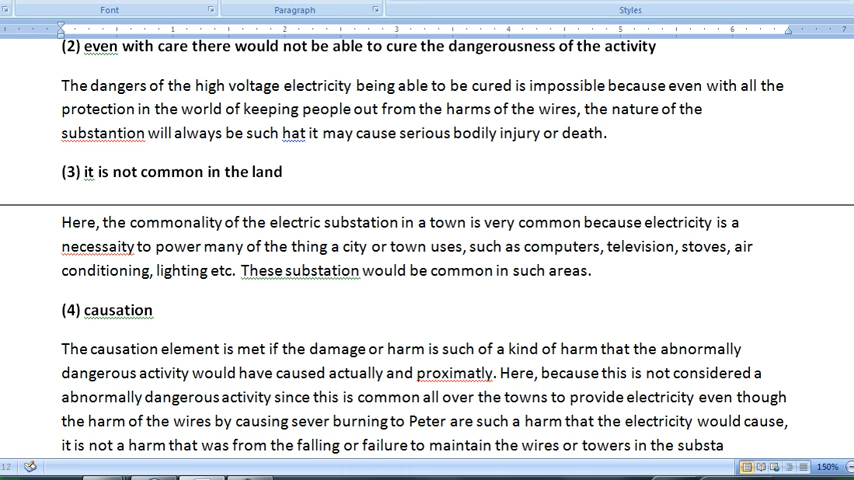 Font Paragraph Styles
1 2 3 4 5 6 7
(2) even with care there would not be able to cure the dangerousness of the activity
The dangers of the high voltage electricity being able to be cured is impossible because even with all the
protection in the world of keeping people out from the harms of the wires, the nature of the
substantion will always be such hat it may cause serious bodily injury or death.
(3) it is not common in the land
Here, the commonality of the electric substation in a town is very common because electricity is a
necessaity to power many of the thing a city or town uses, such as computers, television, stoves, air
conditioning, lighting etc. These substation would be common in such areas.
(4) causation
The causation element is met if the damage or harm is such of a kind of harm that the abnormally
dangerous activity would have caused actually and proximatly. Here, because this is not considered a
abnormally dangerous activity since this is common all over the towns to provide electricity even though
the harm of the wires by causing sever burning to Peter are such a harm that the electricity would cause,
it is not a harm that was from the falling or failure to maintain the wires or towers in the substa
12 150%